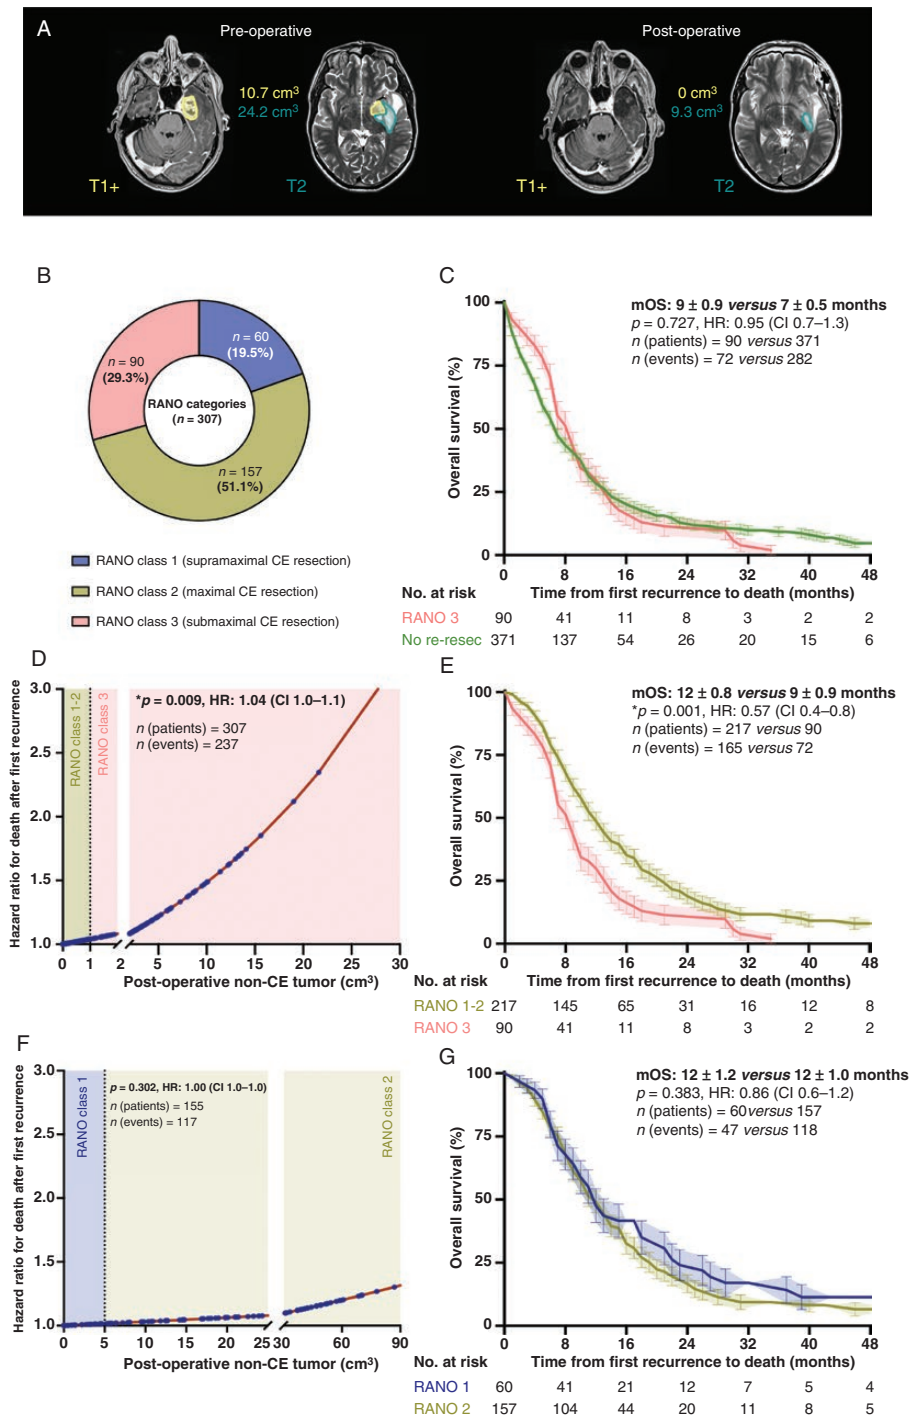 A
Pre-operative
Post-operative
10.7 cm³
24.2 cm³
0 cm³
9.3 cm³
T1+
T2
T1+
T2
B
n = 60
(19.5%)
n = 90
(29.3%)
RANO categories
(n = 307)
n = 157
(51.1%)
RANO class 1 (supramaximal CE resection)
RANO class 2 (maximal CE resection)
RANO class 3 (submaximal CE resection)
C
mOS: 9 ± 0.9 versus 7 ± 0.5 months
p = 0.727, HR: 0.95 (CI 0.7–1.3)
n (patients) = 90 versus 371
n (events) = 72 versus 282
Overall survival (%)
100
75
50
25
0
0 8 16 24 32 40 48
No. at risk Time from first recurrence to death (months)
RANO 3 90 41 11 8 3 2 2
No re-resec 371 137 54 26 20 15 6
D
RANO class 1-2
RANO class 3
*p = 0.009, HR: 1.04 (CI 1.0–1.1)
n (patients) = 307
n (events) = 237
Hazard ratio for death after first recurrence
3.0
2.5
2.0
1.5
1.0
0 1 2 5 10 15 20 25 30
Post-operative non-CE tumor (cm³)
E
mOS: 12 ± 0.8 versus 9 ± 0.9 months
*p = 0.001, HR: 0.57 (CI 0.4–0.8)
n (patients) = 217 versus 90
n (events) = 165 versus 72
Overall survival (%)
100
75
50
25
0
0 8 16 24 32 40 48
No. at risk Time from first recurrence to death (months)
RANO 1-2 217 145 65 31 16 12 8
RANO 3 90 41 11 8 3 2 2
F
RANO class 1
RANO class 2
p = 0.302, HR: 1.00 (CI 1.0–1.0)
n (patients) = 155
n (events) = 117
Hazard ratio for death after first recurrence
3.0
2.5
2.0
1.5
1.0
0 5 10 15 20 25 30 60 90
Post-operative non-CE tumor (cm³)
G
mOS: 12 ± 1.2 versus 12 ± 1.0 months
p = 0.383, HR: 0.86 (CI 0.6–1.2)
n (patients) = 60 versus 157
n (events) = 47 versus 118
Overall survival (%)
100
75
50
25
0
0 8 16 24 32 40 48
No. at risk Time from first recurrence to death (months)
RANO 1 60 41 21 12 7 5 4
RANO 2 157 104 44 20 11 8 5